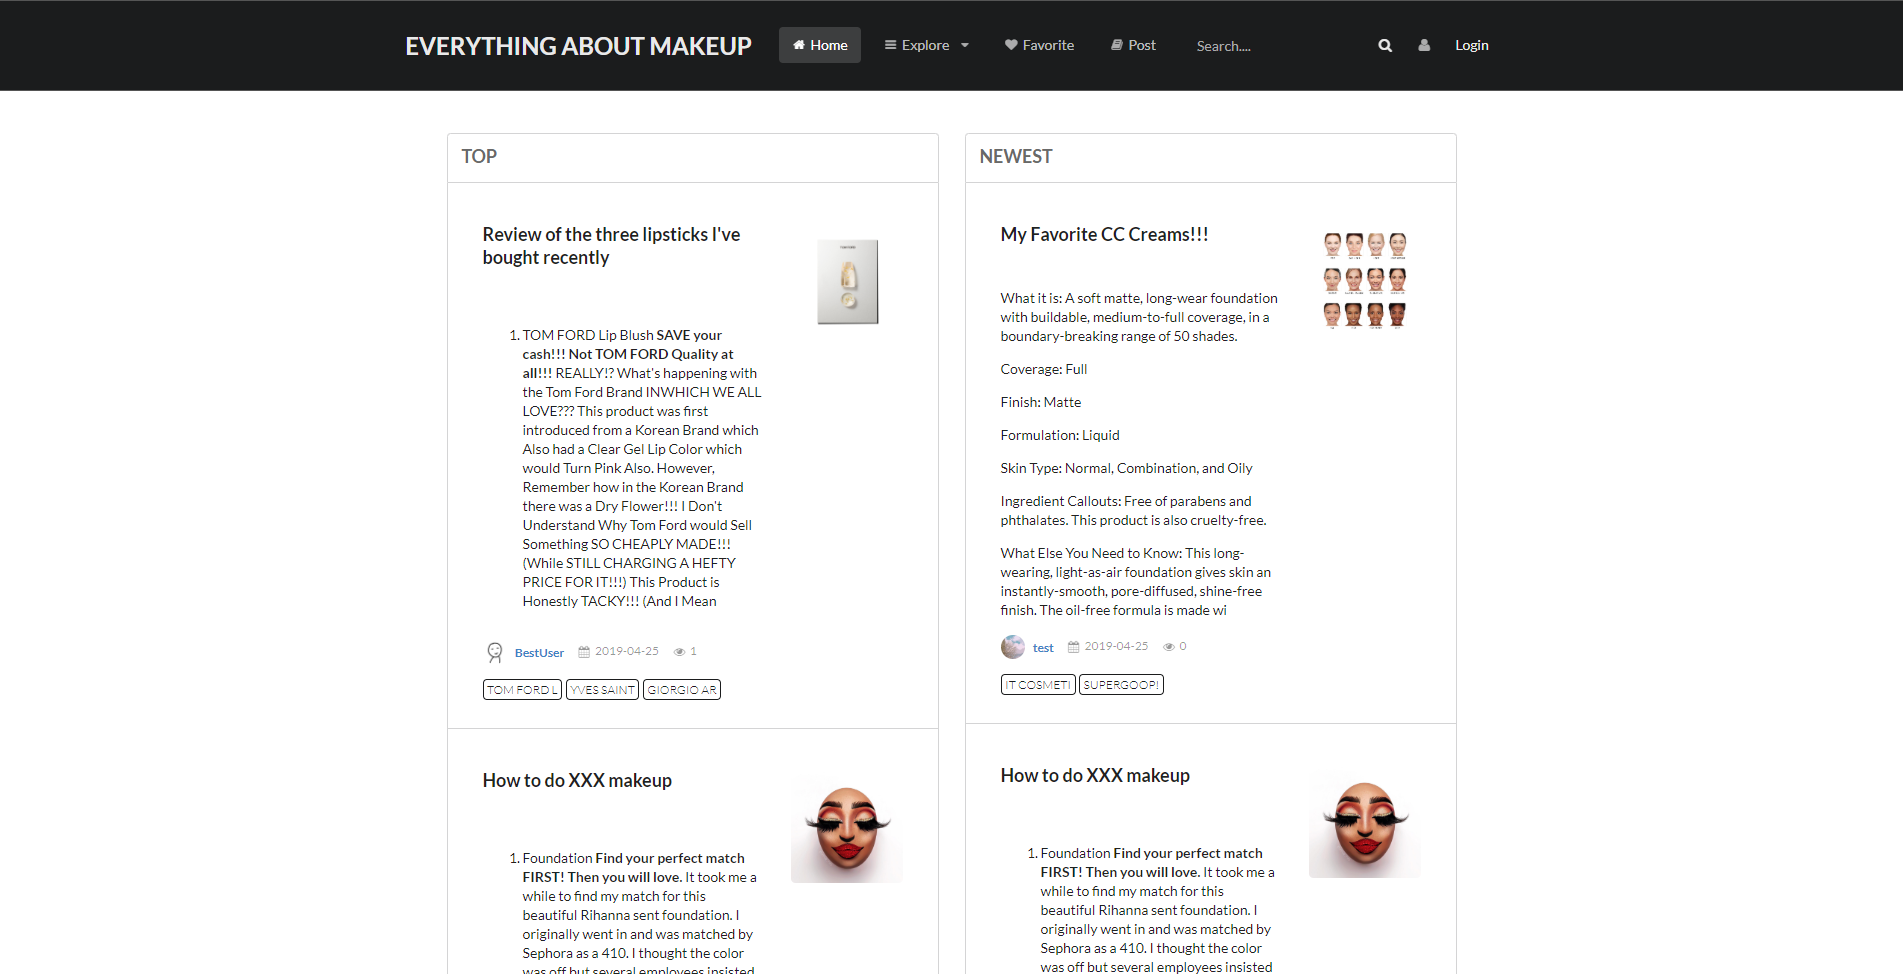 EVERYTHING ABOUT MAKEUP
Home
Explore
Favorite
Post
Search....
Login
TOP
Review of the three lipsticks I've
bought recently
TOM FORD
1. TOM FORD Lip Blush SAVE your
cash!!! Not TOM FORD Quality at
all!!! REALLY!? What's happening with
the Tom Ford Brand INWHICH WE ALL
LOVE??? This product was first
introduced from a Korean Brand which
Also had a Clear Gel Lip Color which
would Turn Pink Also. However,
Remember how in the Korean Brand
there was a Dry Flower!!! I Don't
Understand Why Tom Ford would Sell
Something SO CHEAPLY MADE!!!
(While STILL CHARGING A HEFTY
PRICE FOR IT!!!) This Product is
Honestly TACKY!!! (And I Mean
BestUser 2019-04-25 1
TOM FORD L YVES SAINT GIORGIO AR
How to do XXX makeup
1. Foundation Find your perfect match
FIRST! Then you will love. It took me a
while to find my match for this
beautiful Rihanna sent foundation. I
originally went in and was matched by
Sephora as a 410. I thought the color
was off but several employees insisted
NEWEST
My Favorite CC Creams!!!
What it is: A soft matte, long-wear foundation
with buildable, medium-to-full coverage, in a
boundary-breaking range of 50 shades.
Coverage: Full
Finish: Matte
Formulation: Liquid
Skin Type: Normal, Combination, and Oily
Ingredient Callouts: Free of parabens and
phthalates. This product is also cruelty-free.
What Else You Need to Know: This long-
wearing, light-as-air foundation gives skin an
instantly-smooth, pore-diffused, shine-free
finish. The oil-free formula is made wi
test 2019-04-25 0
IT COSMETI SUPERGOOP!
How to do XXX makeup
1. Foundation Find your perfect match
FIRST! Then you will love. It took me a
while to find my match for this
beautiful Rihanna sent foundation. I
originally went in and was matched by
Sephora as a 410. I thought the color
was off but several employees insisted